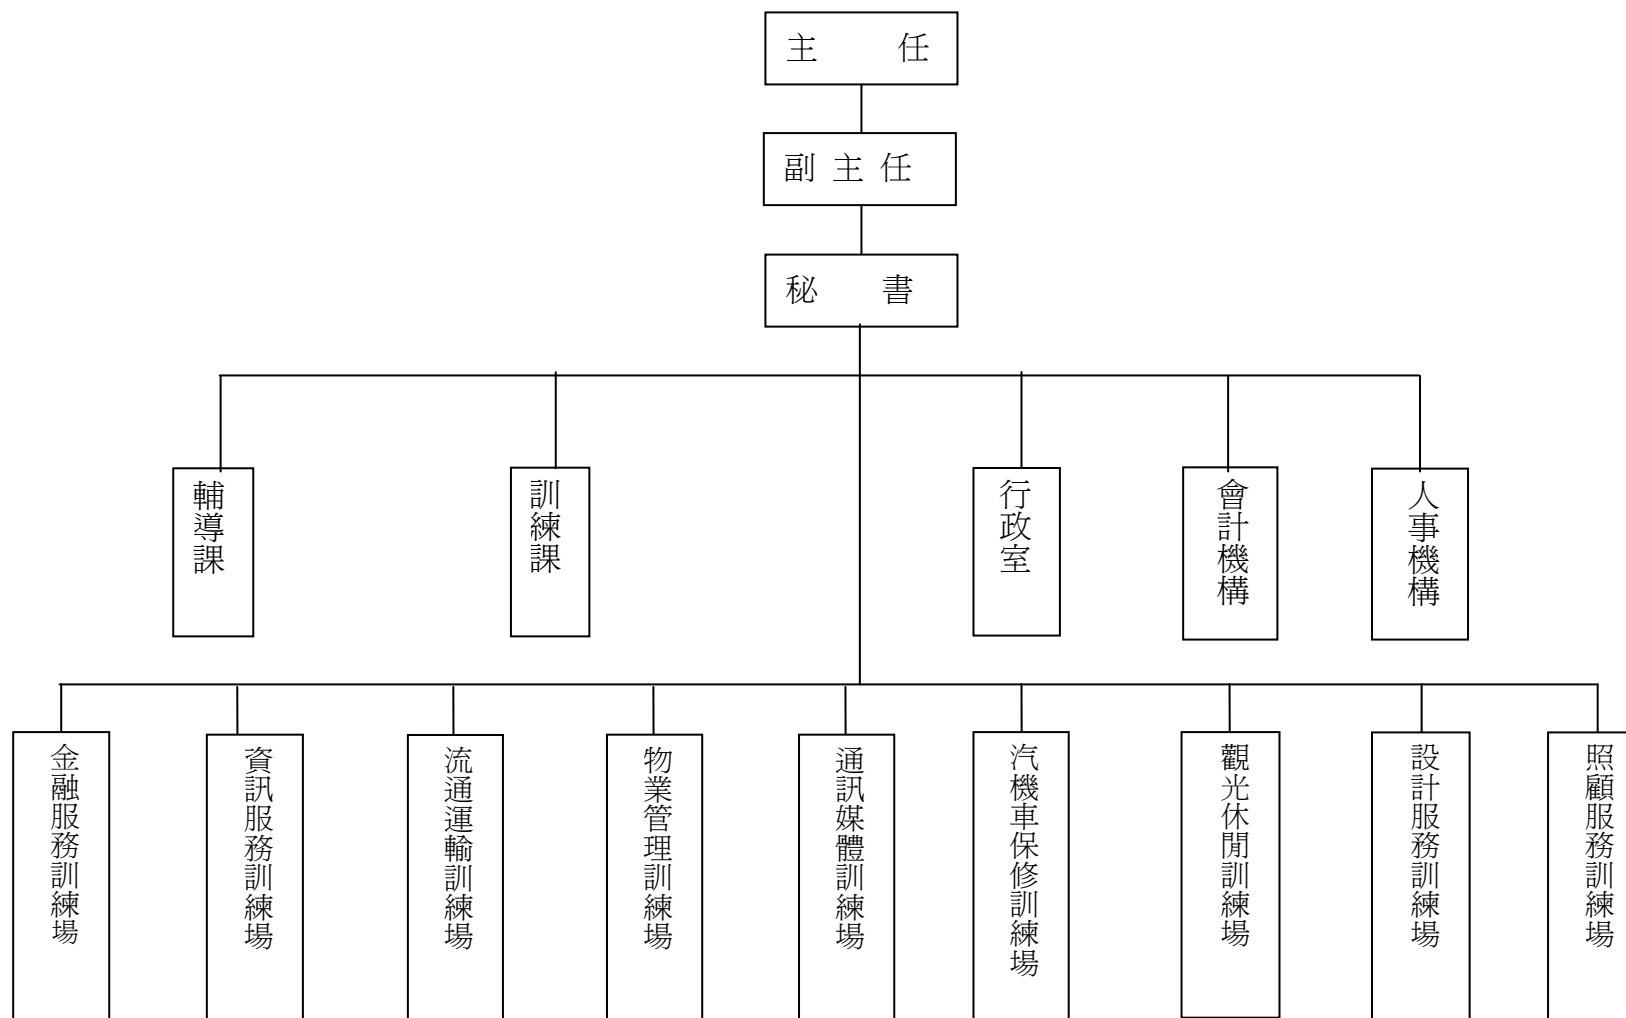 主 任
副主任
秘 書
輔導課
訓練課
行政室
會計機構
人事機構
金融服務訓練場
資訊服務訓練場
流通運輸訓練場
物業管理訓練場
通訊媒體訓練場
汽機車保修訓練場
觀光休閒訓練場
設計服務訓練場
照顧服務訓練場